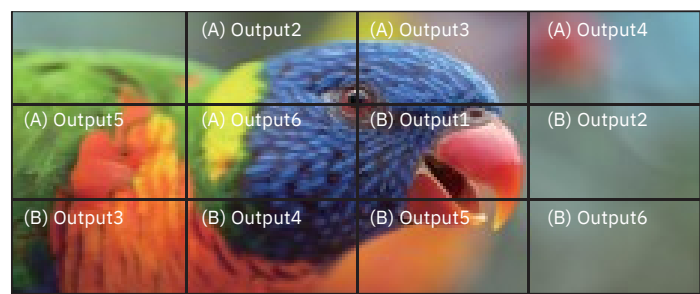 (A) Output2
(A) Output3
(A) Output4
(A) Output5
(A) Output6
(B) Output1
(B) Output2
(B) Output3
(B) Output4
(B) Output5
(B) Output6